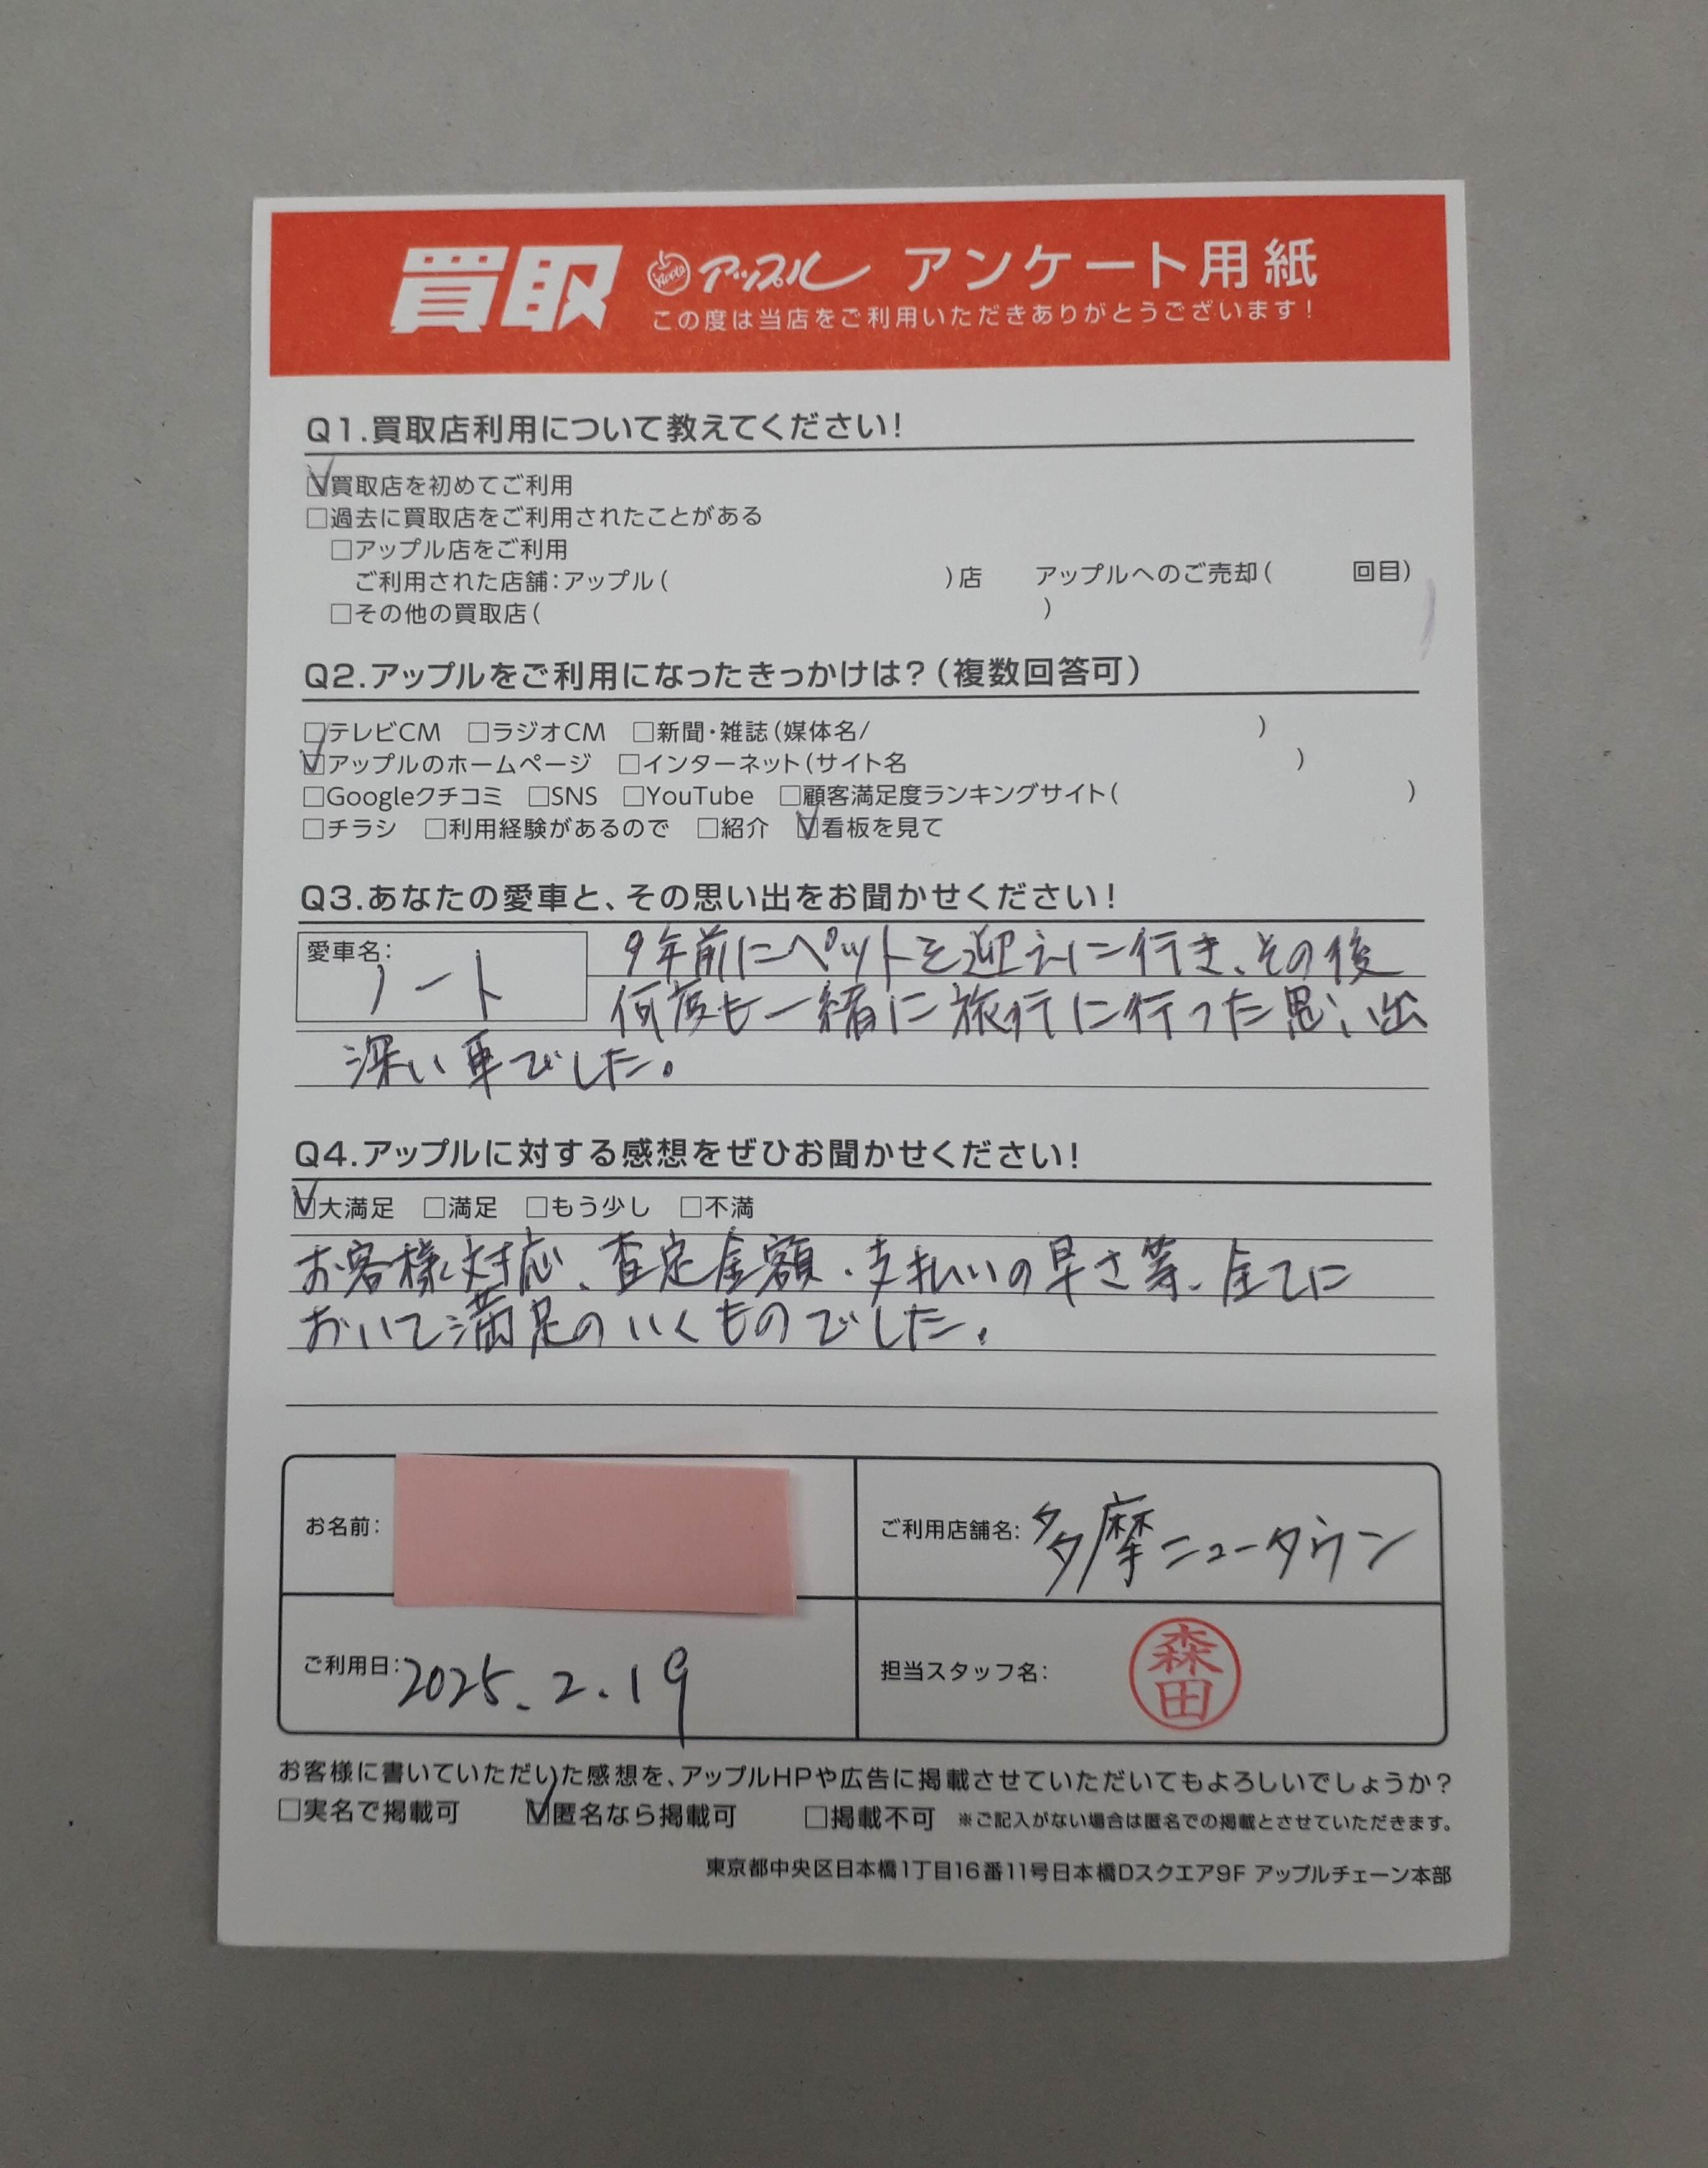 買取 Apple アップル アンケート用紙
この度は当店をご利用いただきありがとうございます!
Q1.買取店利用について教えてください!
☑買取店を初めてご利用
□過去に買取店をご利用されたことがある
□アップル店をご利用
ご利用された店舗:アップル( )店 アップルへのご売却( 回目)
□その他の買取店( )
Q2.アップルをご利用になったきっかけは?(複数回答可)
□テレビCM □ラジオCM □新聞・雑誌(媒体名/ )
☑アップルのホームページ □インターネット(サイト名 )
□Googleクチコミ □SNS □YouTube □顧客満足度ランキングサイト( )
□チラシ □利用経験があるので □紹介 ☑看板を見て
Q3.あなたの愛車と、その思い出をお聞かせください!
愛車名: ノート
9年前にペットを迎えに行き、その後
何度も一緒に旅行に行った思い出
深い車でした。
Q4.アップルに対する感想をぜひお聞かせください!
☑大満足 □満足 □もう少し □不満
お客様対応、査定金額、支払いの早さ等、全てに
おいて満足のいくものでした。
お名前:
ご利用店舗名: 多摩ニュータウン
ご利用日: 2025.2.19
担当スタッフ名: 森田
お客様に書いていただいた感想を、アップルHPや広告に掲載させていただいてもよろしいでしょうか?
□実名で掲載可 ☑匿名なら掲載可 □掲載不可 ※ご記入がない場合は匿名での掲載とさせていただきます。
東京都中央区日本橋1丁目16番11号日本橋Dスクエア9F アップルチェーン本部